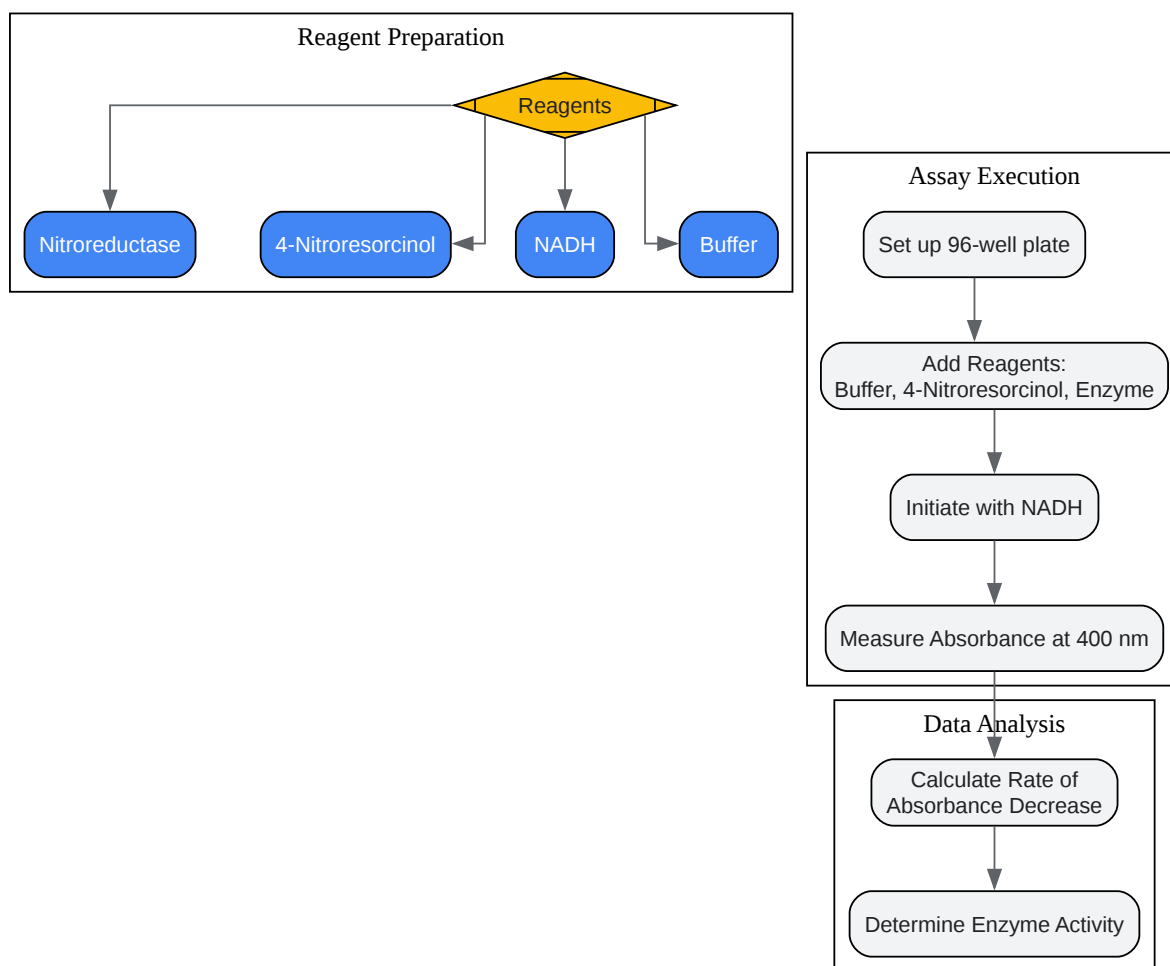 Reagent Preparation
Reagents
Nitroreductase
4-Nitroresorcinol
NADH
Buffer
Assay Execution
Set up 96-well plate
Add Reagents:
Buffer, 4-Nitroresorcinol, Enzyme
Initiate with NADH
Measure Absorbance at 400 nm
Data Analysis
Calculate Rate of
Absorbance Decrease
Determine Enzyme Activity